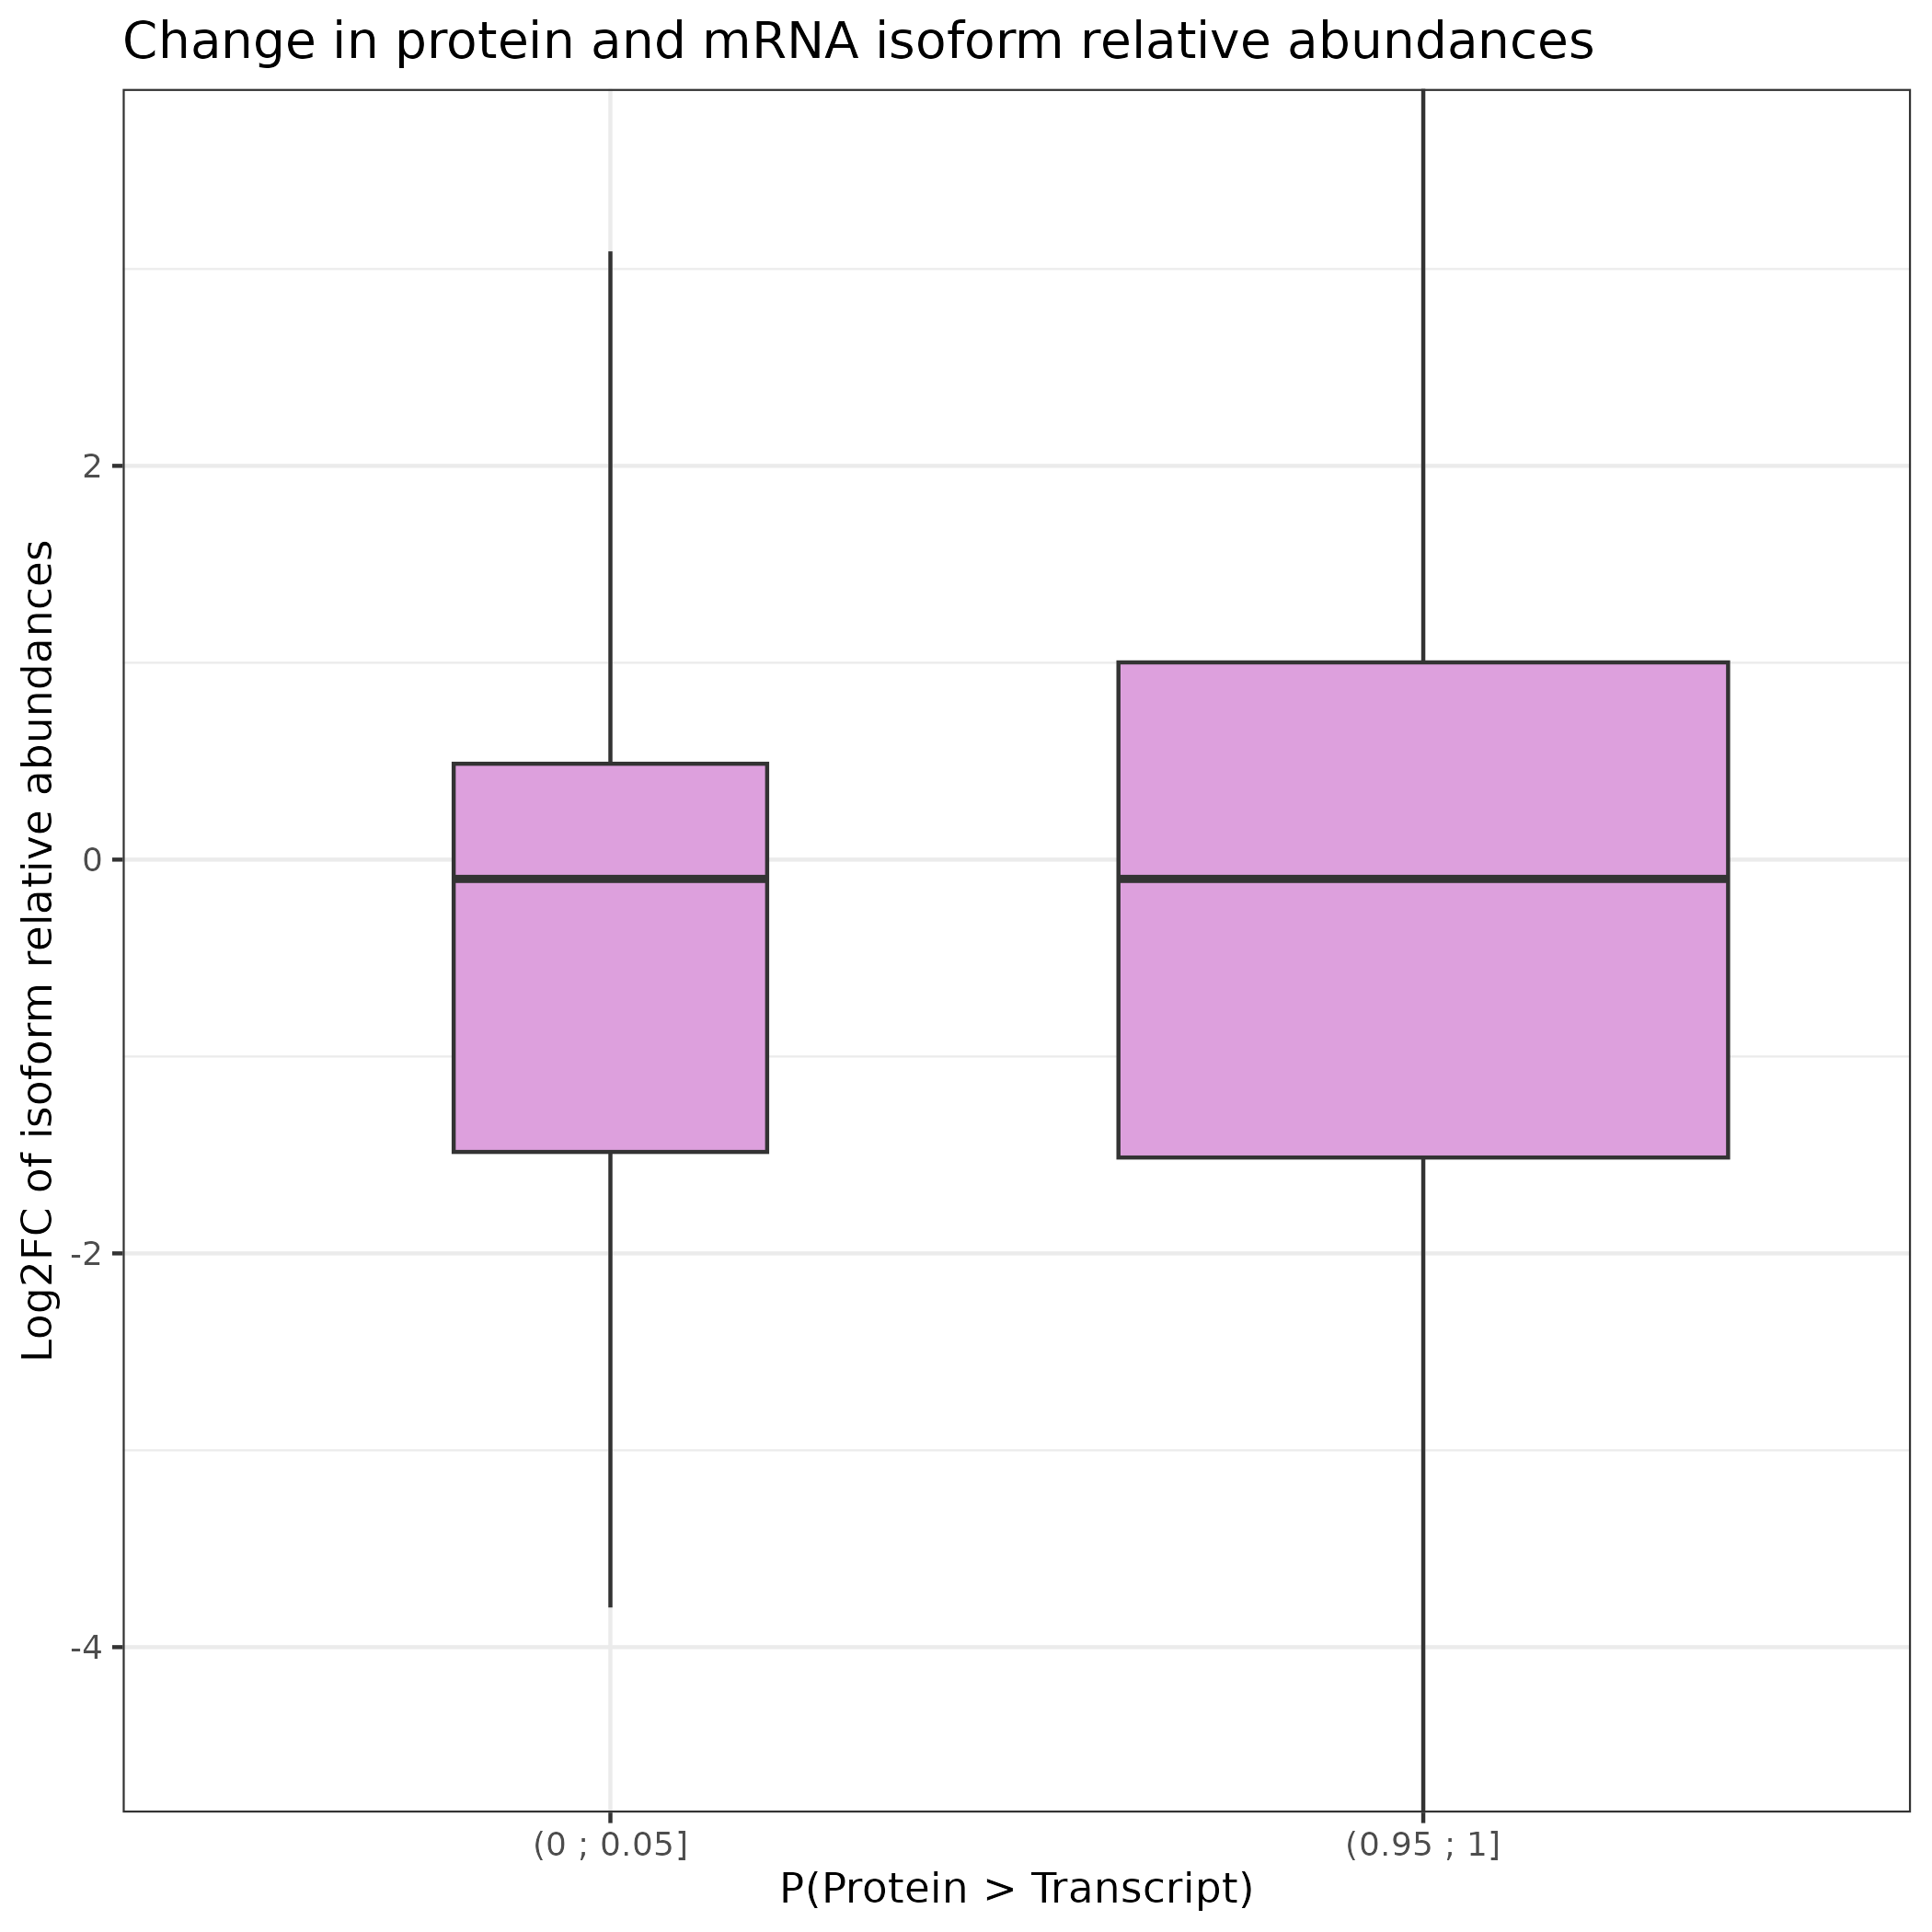 Change in protein and mRNA isoform relative abundances
Log2FC of isoform relative abundances
2
0
-2
-4
(0 ; 0.05]
(0.95 ; 1]
P(Protein > Transcript)